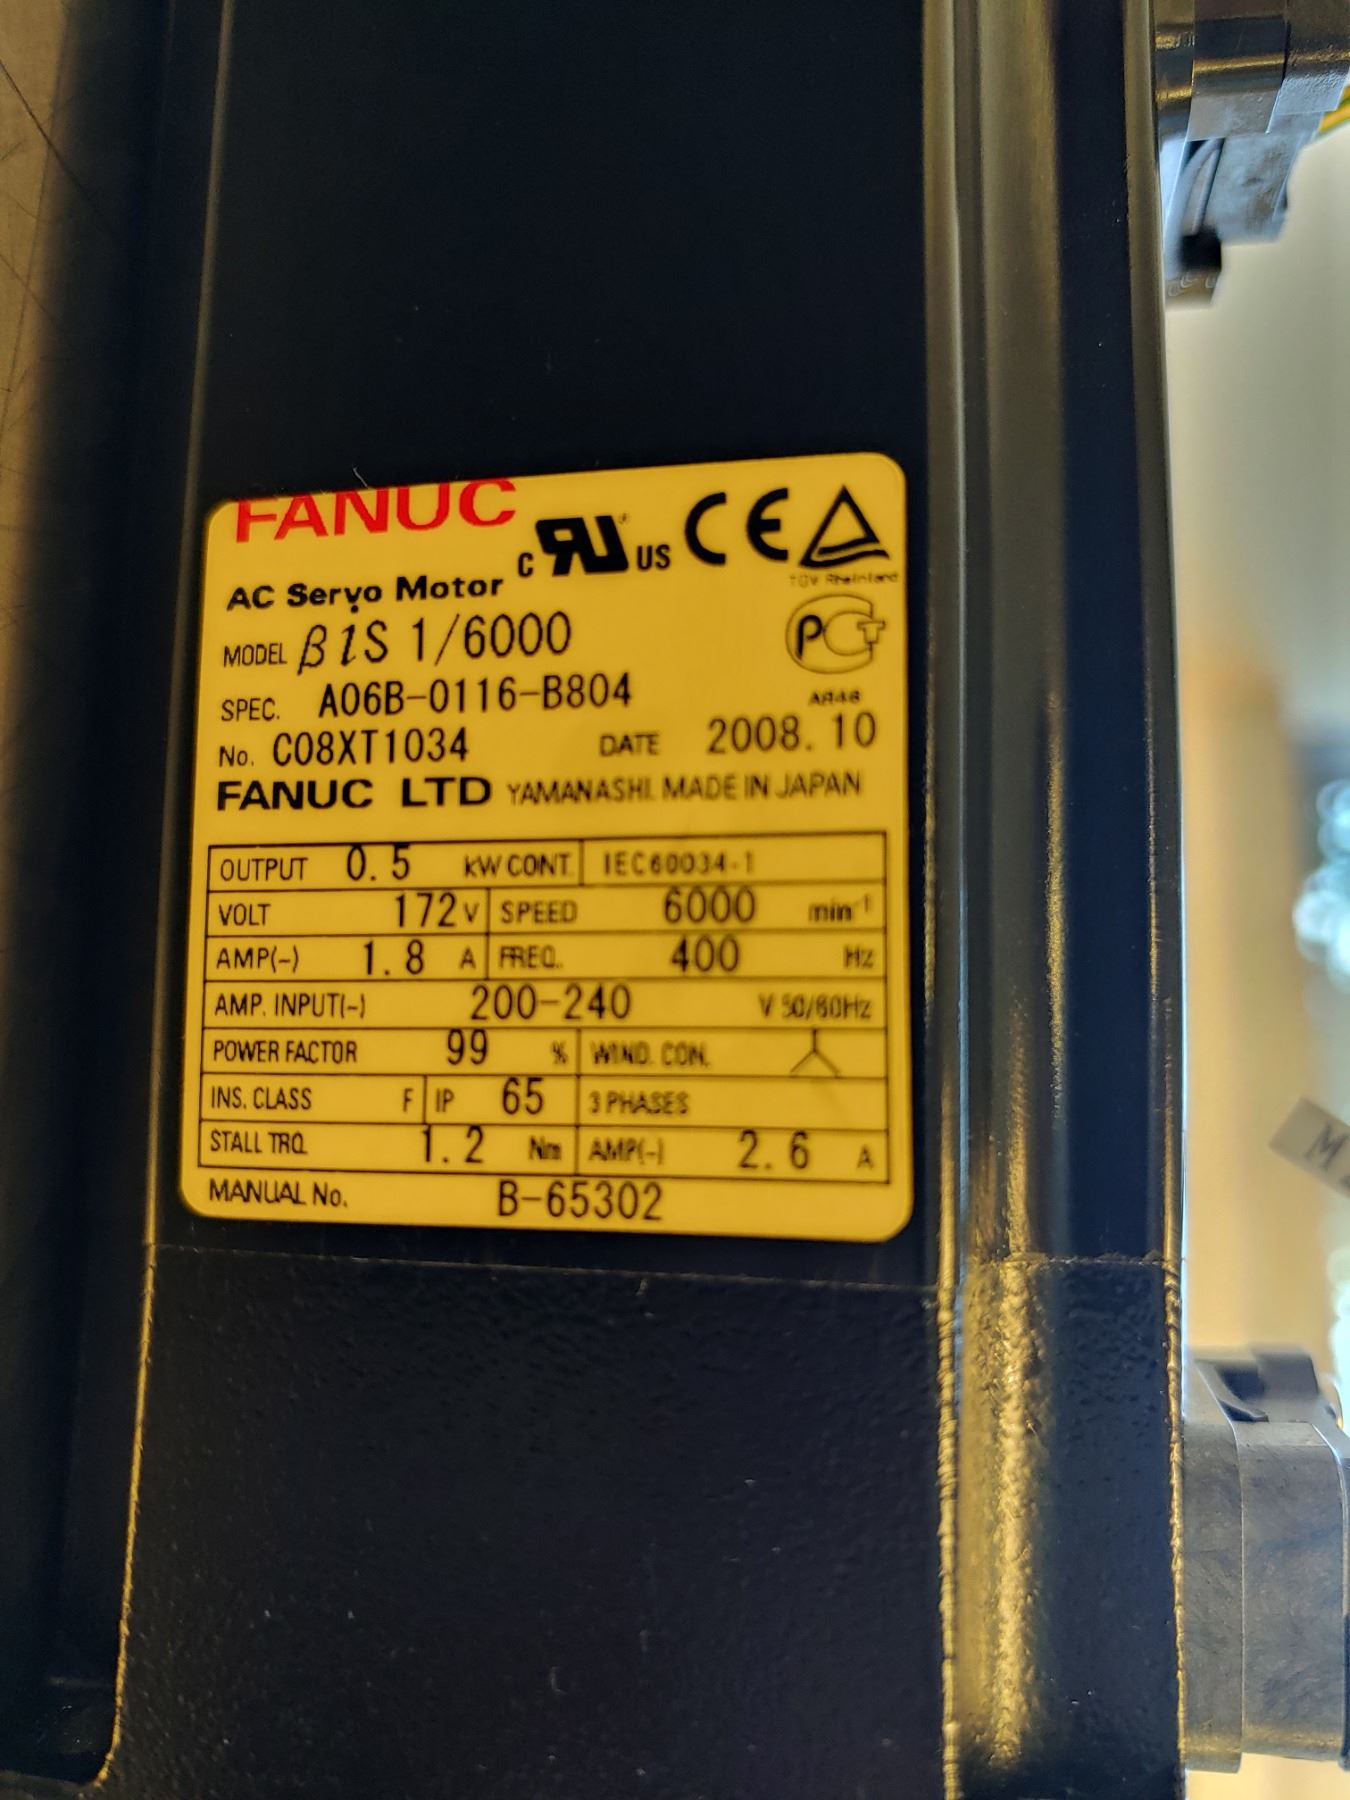 FANUC
C RU US CE
TÜV Rheinland
AC Servo Motor
MODEL βiS 1/6000
PCT
SPEC. A06B-0116-B804
AR46
No. C08XT1034 DATE 2008.10
FANUC LTD YAMANASHI. MADE IN JAPAN
OUTPUT 0.5 kW CONT. IEC60034-1
VOLT 172 V SPEED 6000 min⁻¹
AMP(~) 1.8 A FREQ. 400 Hz
AMP. INPUT(~) 200-240 V 50/60Hz
POWER FACTOR 99 % WIND. CON.
INS. CLASS F IP 65 3 PHASES
STALL TRQ. 1.2 Nm AMP(~) 2.6 A
MANUAL No. B-65302
M